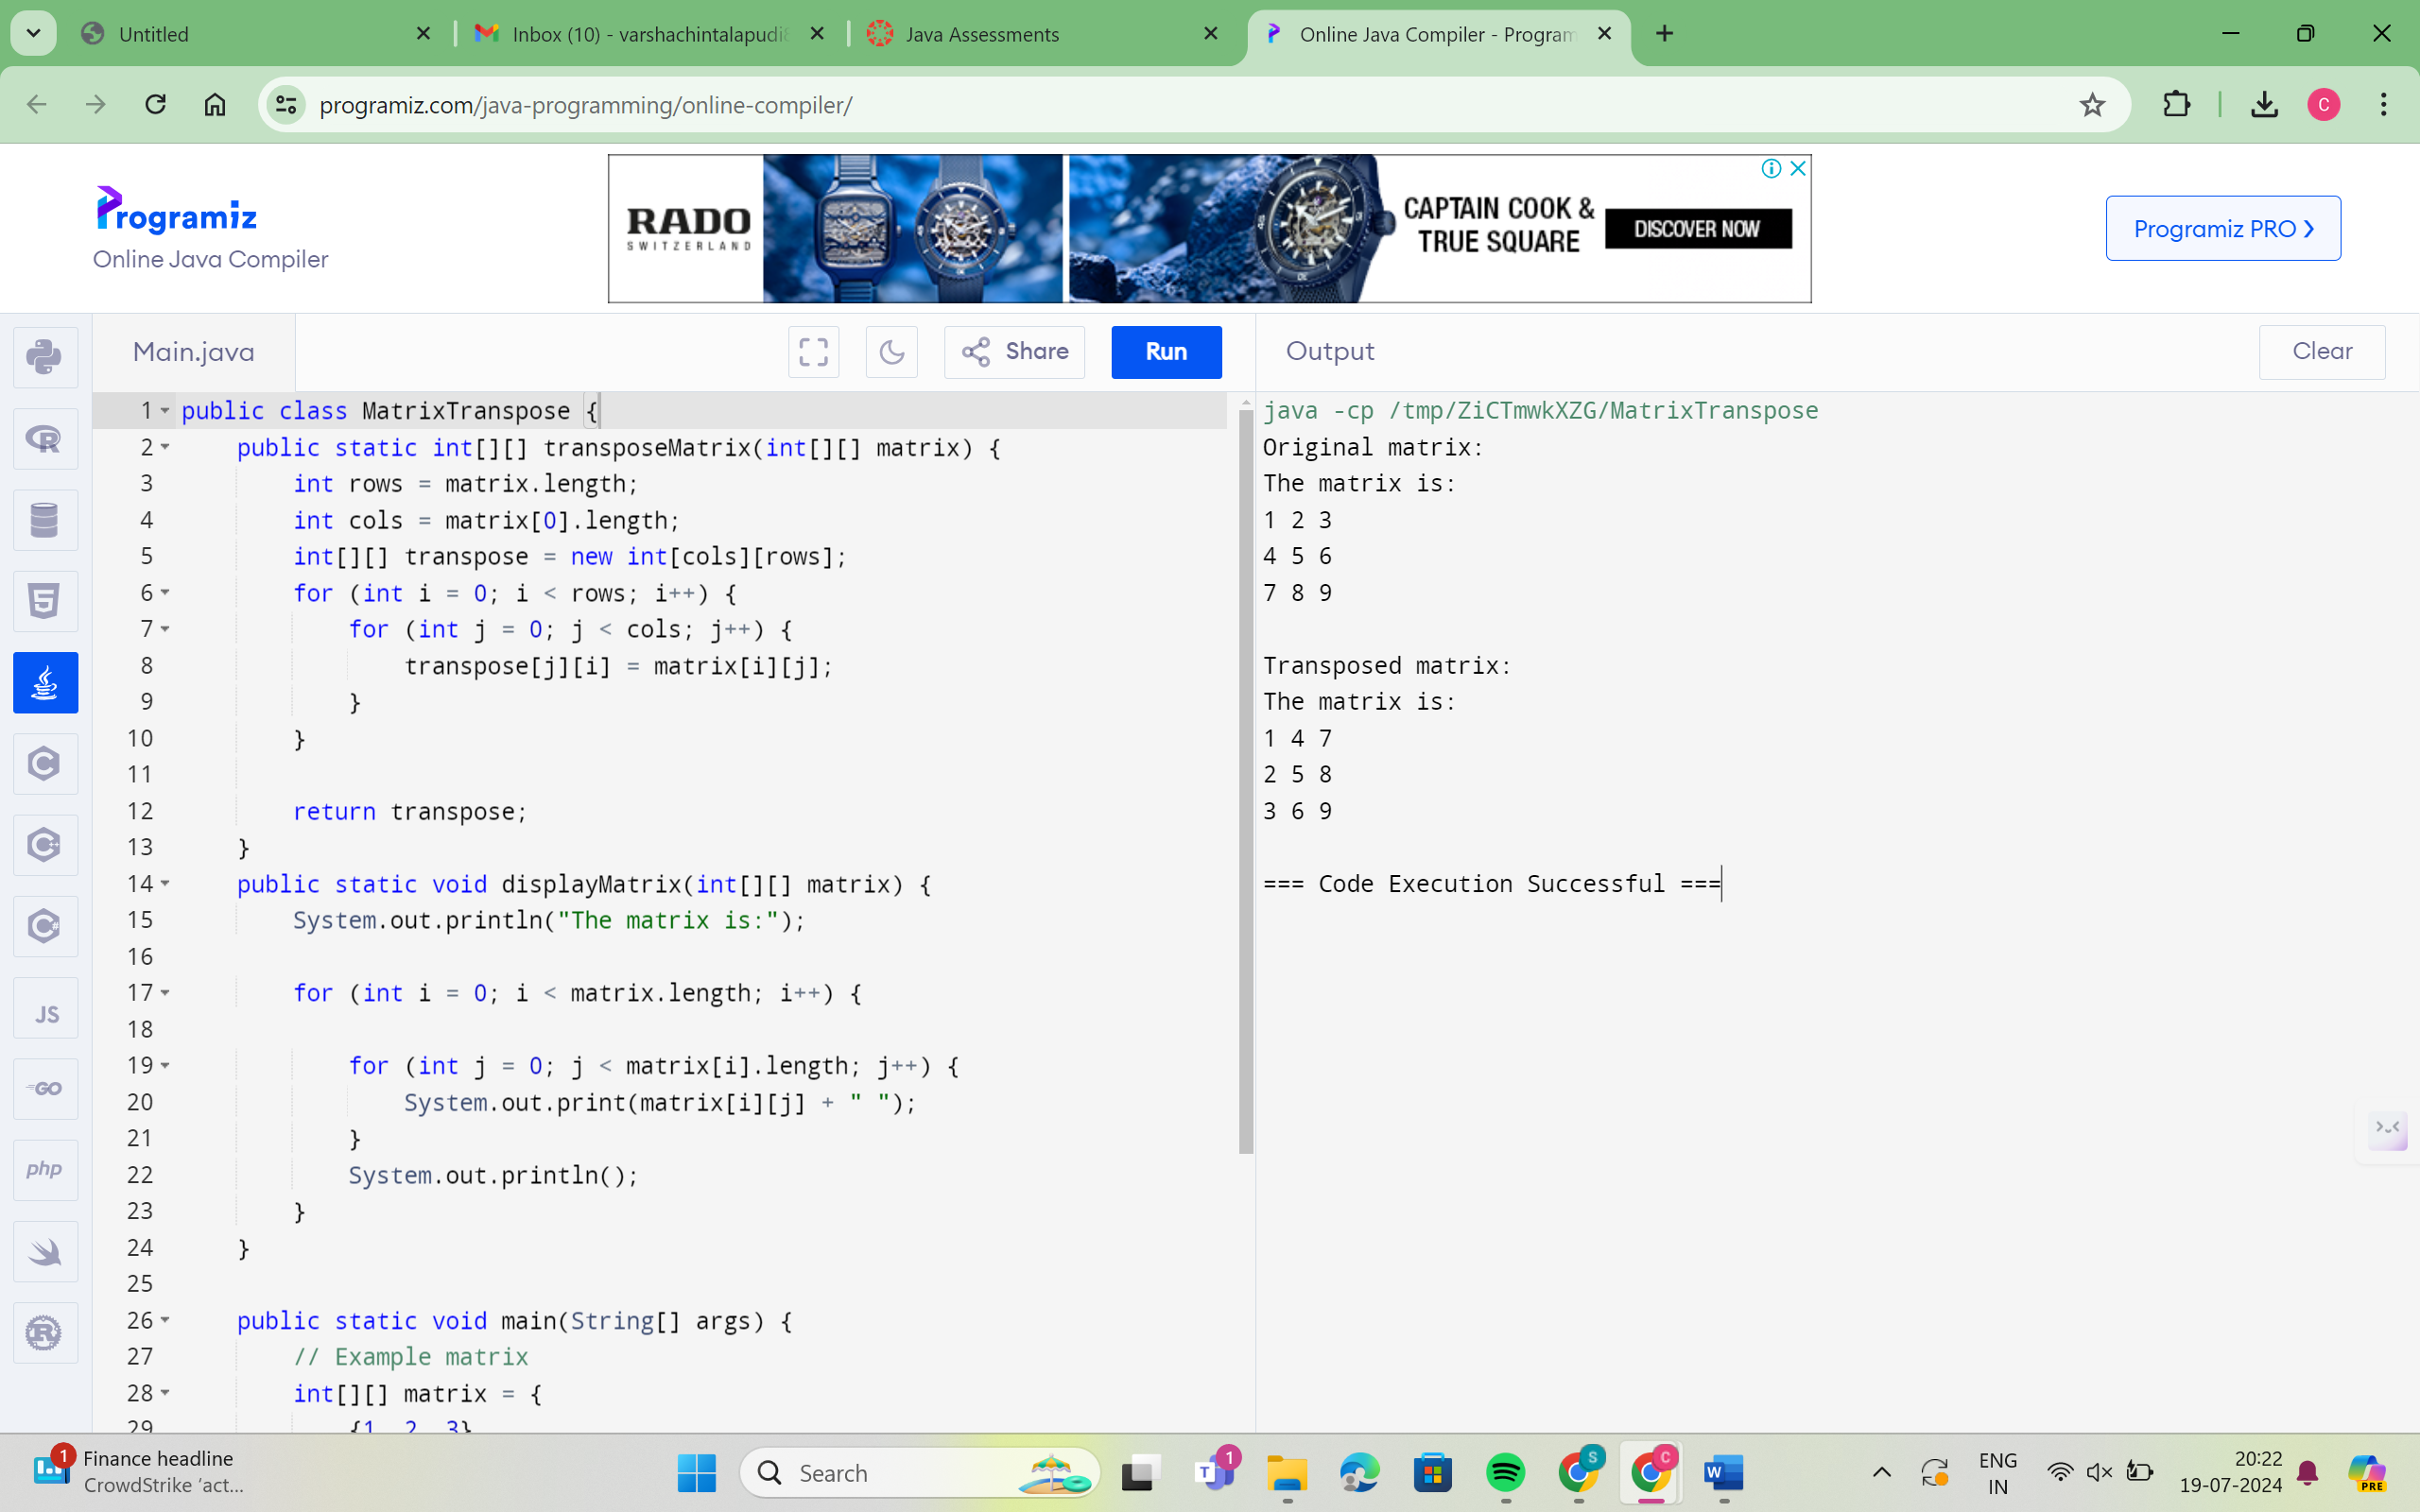 Untitled
Inbox (10) - varshachintalapudi
Java Assessments
Online Java Compiler - Program
programiz.com/java-programming/online-compiler/
C
RADO
SWITZERLAND
CAPTAIN COOK &
TRUE SQUARE
DISCOVER NOW
Programiz
Online Java Compiler
Programiz PRO
Main.java
Share
Run
Output
Clear
1 public class MatrixTranspose {
2 public static int[][] transposeMatrix(int[][] matrix) {
3 int rows = matrix.length;
4 int cols = matrix[0].length;
5 int[][] transpose = new int[cols][rows];
6 for (int i = 0; i < rows; i++) {
7 for (int j = 0; j < cols; j++) {
8 transpose[j][i] = matrix[i][j];
9 }
10 }
11
12 return transpose;
13 }
14 public static void displayMatrix(int[][] matrix) {
15 System.out.println("The matrix is:");
16
17 for (int i = 0; i < matrix.length; i++) {
18
19 for (int j = 0; j < matrix[i].length; j++) {
20 System.out.print(matrix[i][j] + " ");
21 }
22 System.out.println();
23 }
24 }
25
26 public static void main(String[] args) {
27 // Example matrix
28 int[][] matrix = {
29 {1, 2, 3}
java -cp /tmp/ZiCTmwkXZG/MatrixTranspose
Original matrix:
The matrix is:
1 2 3
4 5 6
7 8 9
Transposed matrix:
The matrix is:
1 4 7
2 5 8
3 6 9
=== Code Execution Successful ===
R
5
C
C++
C#
JS
GO
php
R
1
Finance headline
CrowdStrike ‘act...
Search
T
1
S
C
W
ENG
IN
20:22
19-07-2024
PRE